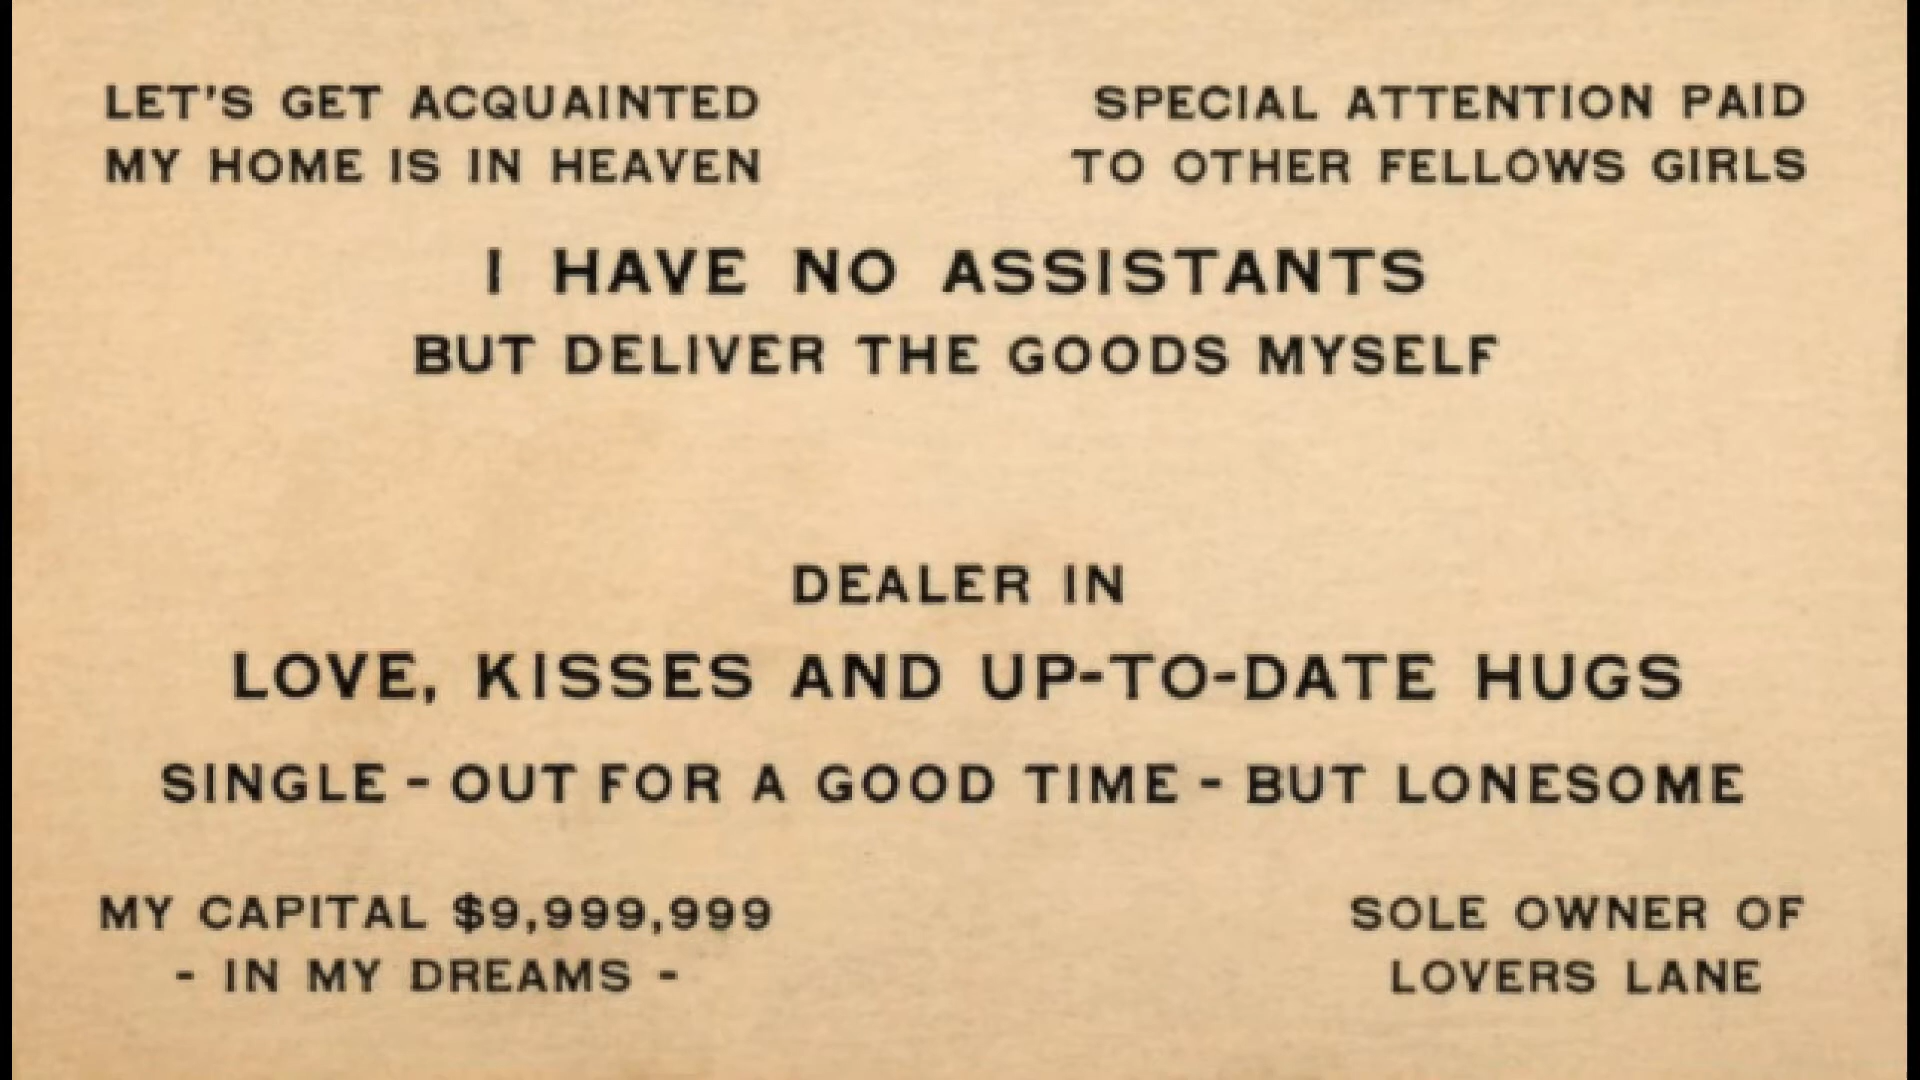 LET'S GET ACQUAINTED
MY HOME IS IN HEAVEN
SPECIAL ATTENTION PAID
TO OTHER FELLOWS GIRLS
I HAVE NO ASSISTANTS
BUT DELIVER THE GOODS MYSELF
DEALER IN
LOVE, KISSES AND UP-TO-DATE HUGS
SINGLE - OUT FOR A GOOD TIME - BUT LONESOME
MY CAPITAL $9,999,999
- IN MY DREAMS -
SOLE OWNER OF
LOVERS LANE